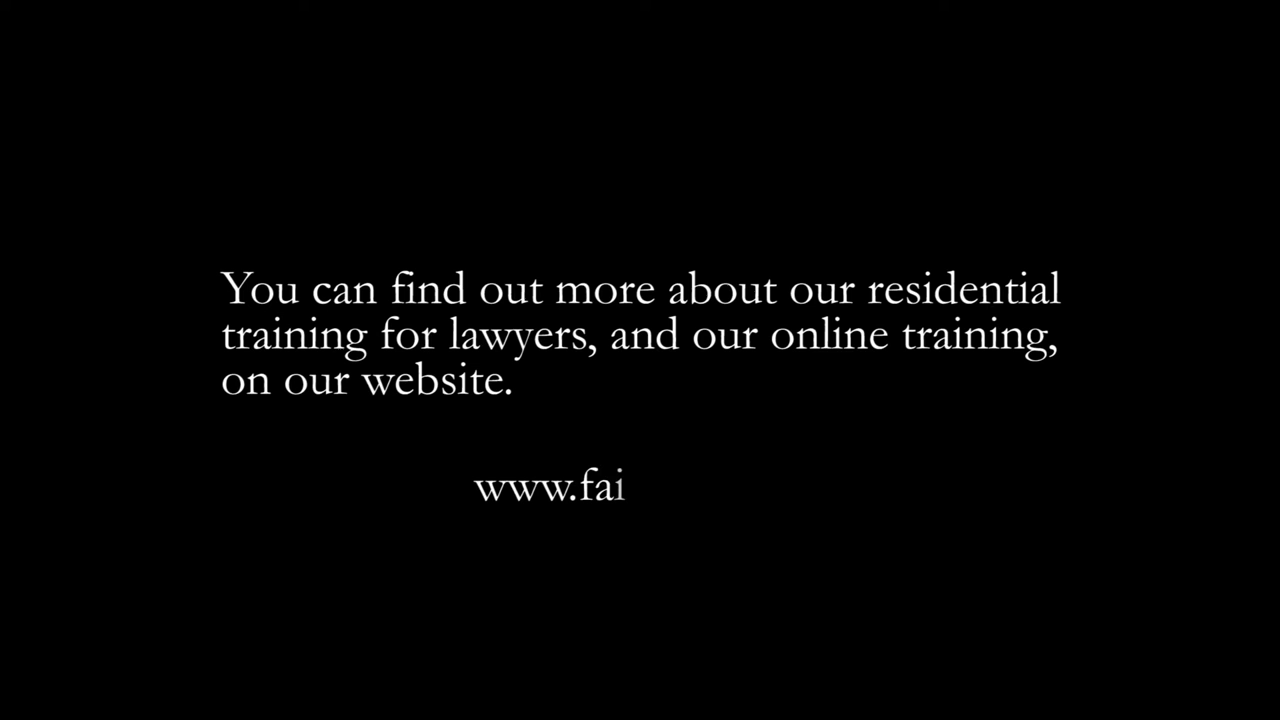 You can find out more about our residential
training for lawyers, and our online training,
on our website.
www.fai